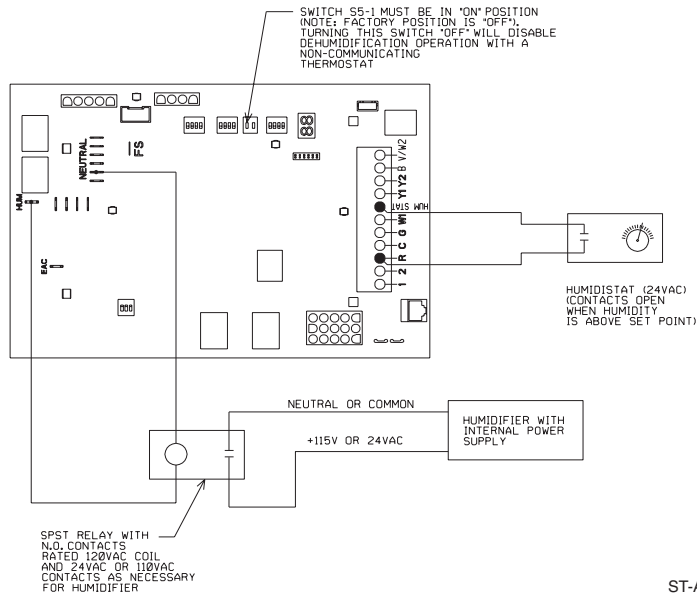 SWITCH S5-1 MUST BE IN "ON" POSITION
(NOTE: FACTORY POSITION IS "OFF").
TURNING THIS SWITCH "OFF" WILL DISABLE
DEHUMIDIFICATION OPERATION WITH A
NON-COMMUNICATING
THERMOSTAT
NEUTRAL
FS
HUM
EAC
V/W2
B
Y2
Y1
HUM STAT
W1
G
C
R
2
1
HUMIDISTAT (24VAC)
(CONTACTS OPEN
WHEN HUMIDITY
IS ABOVE SET POINT)
NEUTRAL OR COMMON
+115V OR 24VAC
HUMIDIFIER WITH
INTERNAL POWER
SUPPLY
SPST RELAY WITH
N.O. CONTACTS
RATED 120VAC COIL
AND 24VAC OR 110VAC
CONTACTS AS NECESSARY
FOR HUMIDIFIER